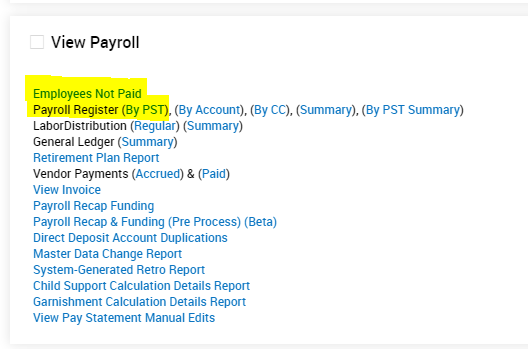 View Payroll
Employees Not Paid
Payroll Register (By PST), (By Account), (By CC), (Summary), (By PST Summary)
LaborDistribution (Regular) (Summary)
General Ledger (Summary)
Retirement Plan Report
Vendor Payments (Accrued) & (Paid)
View Invoice
Payroll Recap Funding
Payroll Recap & Funding (Pre Process) (Beta)
Direct Deposit Account Duplications
Master Data Change Report
System-Generated Retro Report
Child Support Calculation Details Report
Garnishment Calculation Details Report
View Pay Statement Manual Edits